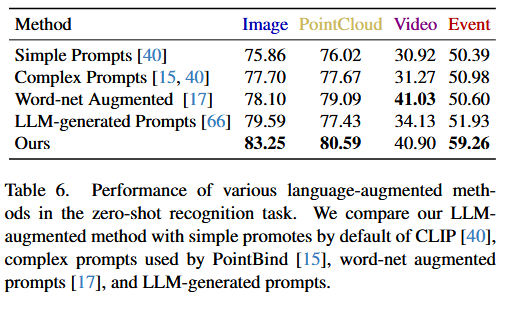 Method Image PointCloud Video Event
Simple Prompts [40] 75.86 76.02 30.92 50.39
Complex Prompts [15, 40] 77.70 77.67 31.27 50.98
Word-net Augmented [17] 78.10 79.09 41.03 50.60
LLM-generated Prompts [66] 79.59 77.43 34.13 51.93
Ours 83.25 80.59 40.90 59.26
Table 6. Performance of various language-augmented meth-
ods in the zero-shot recognition task. We compare our LLM-
augmented method with simple promotes by default of CLIP [40],
complex prompts used by PointBind [15], word-net augmented
prompts [17], and LLM-generated prompts.